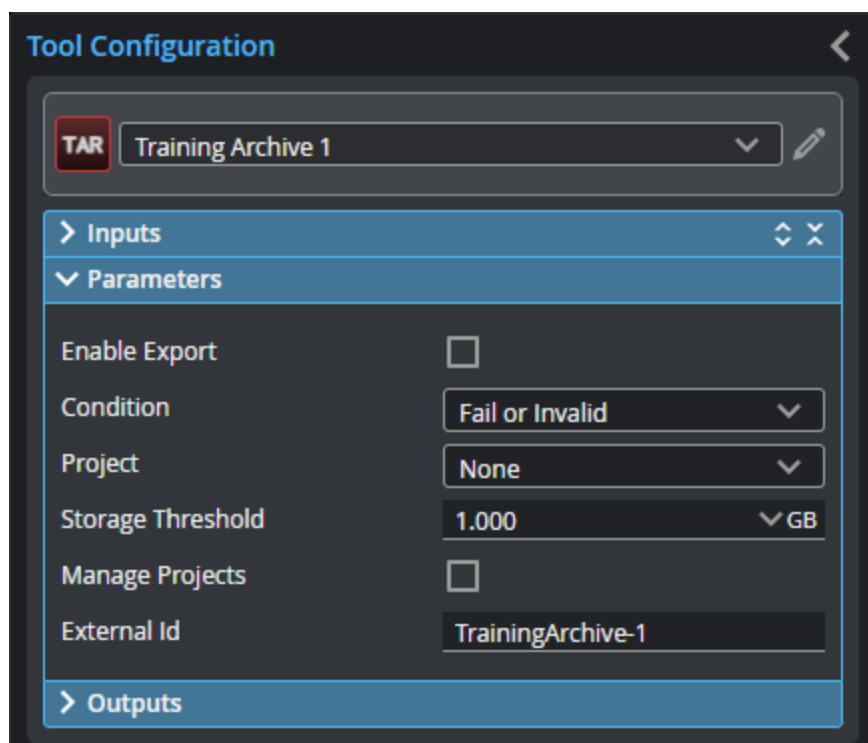 Tool Configuration
TAR Training Archive 1
Inputs
Parameters
Enable Export
Condition Fail or Invalid
Project None
Storage Threshold 1.000 GB
Manage Projects
External Id TrainingArchive-1
Outputs